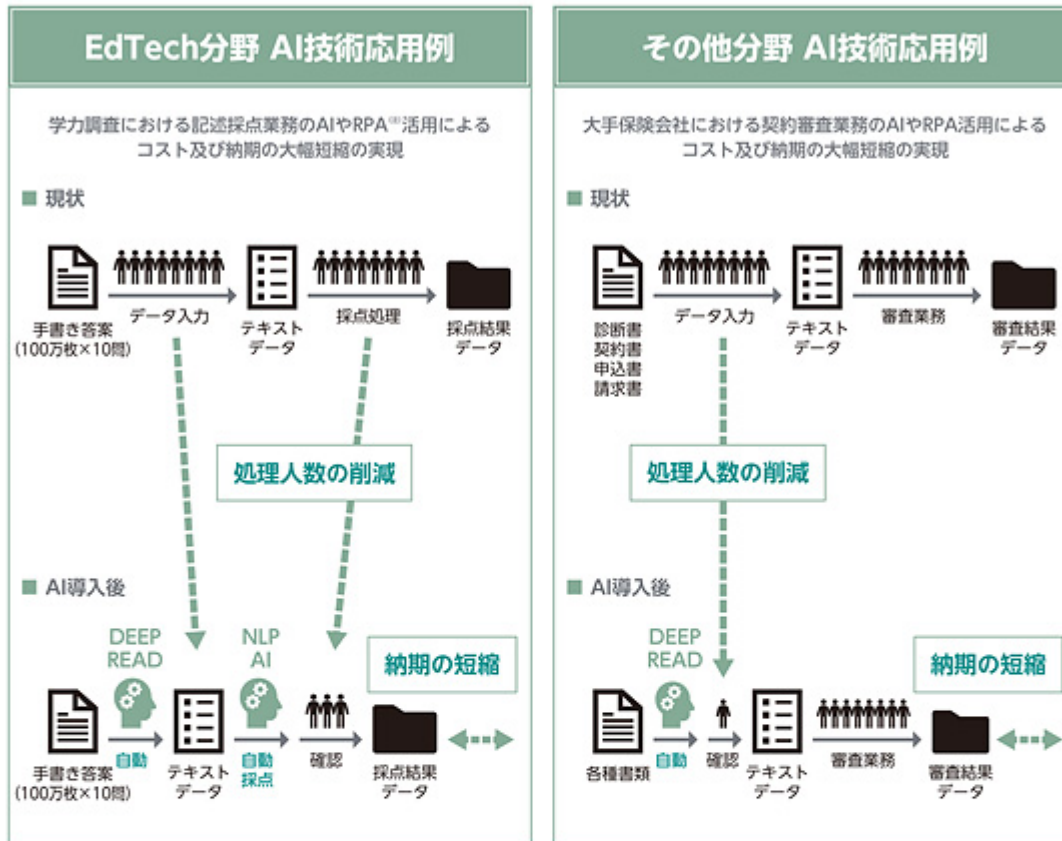 EdTech分野 AI技術応用例
学力調査における記述採点業務のAIやRPA※活用による
コスト及び納期の大幅短縮の実現
■ 現状
データ入力
採点処理
手書き答案
(100万枚×10問)
テキスト
データ
採点結果
データ
処理人数の削減
■ AI導入後
DEEP
READ
NLP
AI
納期の短縮
手書き答案
(100万枚×10問)
自動
テキスト
データ
自動
採点
確認
採点結果
データ
その他分野 AI技術応用例
大手保険会社における契約審査業務のAIやRPA活用による
コスト及び納期の大幅短縮の実現
■ 現状
データ入力
審査業務
診断書
契約書
申込書
請求書
テキスト
データ
審査結果
データ
処理人数の削減
■ AI導入後
DEEP
READ
納期の短縮
各種書類
自動
確認
テキスト
データ
審査業務
審査結果
データ